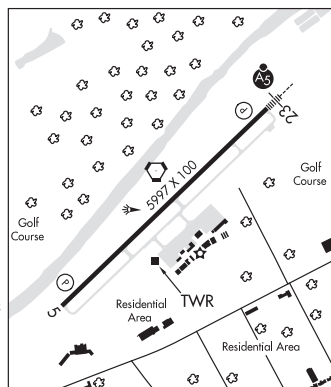 A5
P
23
5997 X 100
Golf
Course
Golf
Course
P
5
TWR
Residential
Area
Residential Area